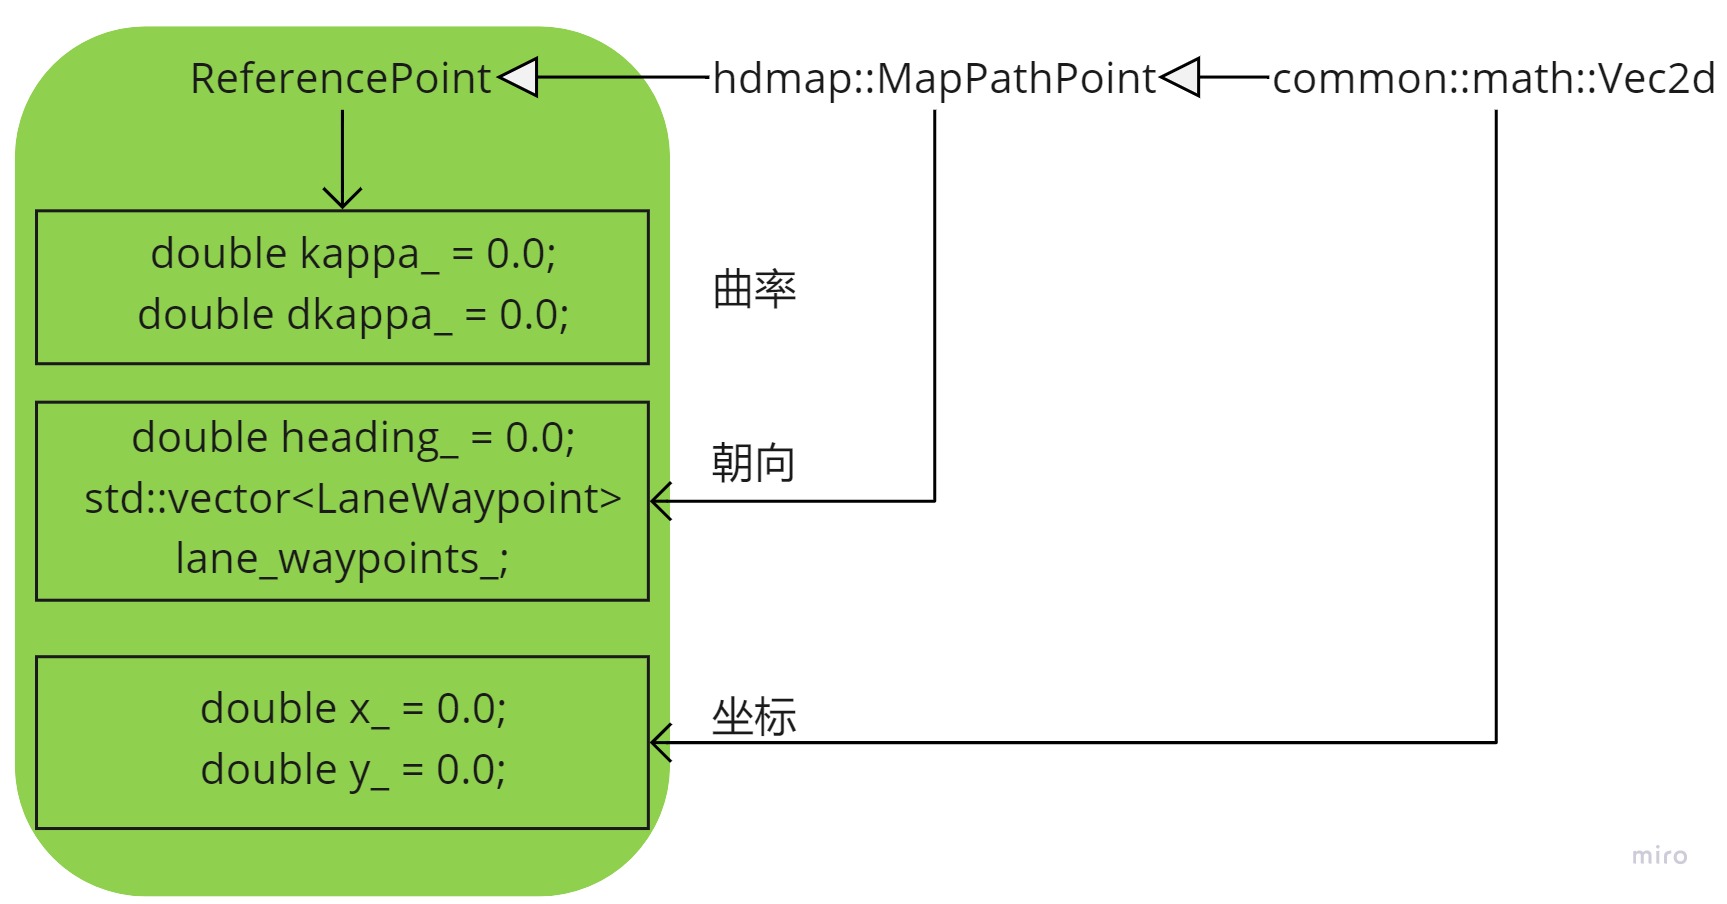 ReferencePoint
hdmap::MapPathPoint
common::math::Vec2d
double kappa_ = 0.0;
double dkappa_ = 0.0;
曲率
double heading_ = 0.0;
std::vector<LaneWaypoint>
lane_waypoints_;
朝向
double x_ = 0.0;
double y_ = 0.0;
坐标
miro